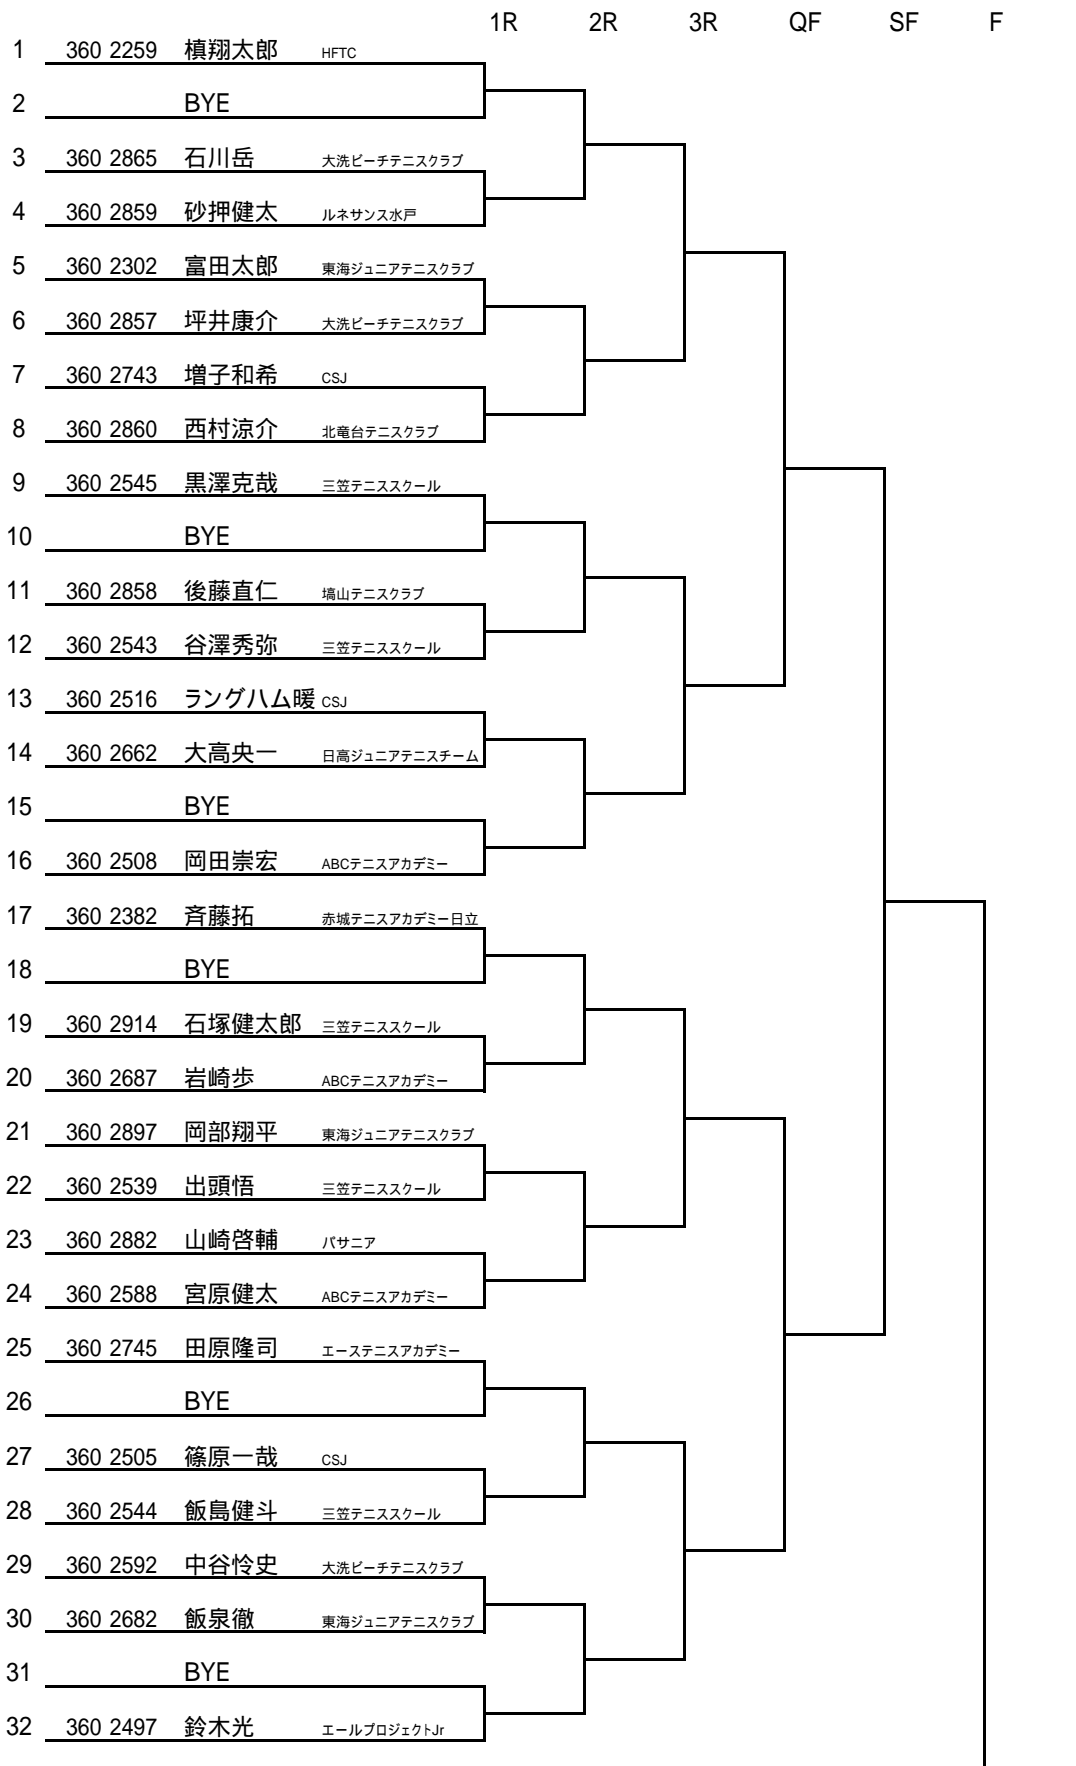 1R 2R 3R QF SF F
1 360 2259 槙翔太郎 HFTC
2 BYE
3 360 2865 石川岳 大洗ビーチテニスクラブ
4 360 2859 砂押健太 ルネサンス水戸
5 360 2302 富田太郎 東海ジュニアテニスクラブ
6 360 2857 坪井康介 大洗ビーチテニスクラブ
7 360 2743 増子和希 CSJ
8 360 2860 西村涼介 北竜台テニスクラブ
9 360 2545 黒澤克哉 三笠テニススクール
10 BYE
11 360 2858 後藤直仁 塙山テニスクラブ
12 360 2543 谷澤秀弥 三笠テニススクール
13 360 2516 ラングハム暖 CSJ
14 360 2662 大高央一 日高ジュニアテニスチーム
15 BYE
16 360 2508 岡田崇宏 ABCテニスアカデミー
17 360 2382 斉藤拓 赤城テニスアカデミー日立
18 BYE
19 360 2914 石塚健太郎 三笠テニススクール
20 360 2687 岩崎歩 ABCテニスアカデミー
21 360 2897 岡部翔平 東海ジュニアテニスクラブ
22 360 2539 出頭悟 三笠テニススクール
23 360 2882 山崎啓輔 パサニア
24 360 2588 宮原健太 ABCテニスアカデミー
25 360 2745 田原隆司 エーステニスアカデミー
26 BYE
27 360 2505 篠原一哉 CSJ
28 360 2544 飯島健斗 三笠テニススクール
29 360 2592 中谷怜史 大洗ビーチテニスクラブ
30 360 2682 飯泉徹 東海ジュニアテニスクラブ
31 BYE
32 360 2497 鈴木光 エールプロジェクトJr